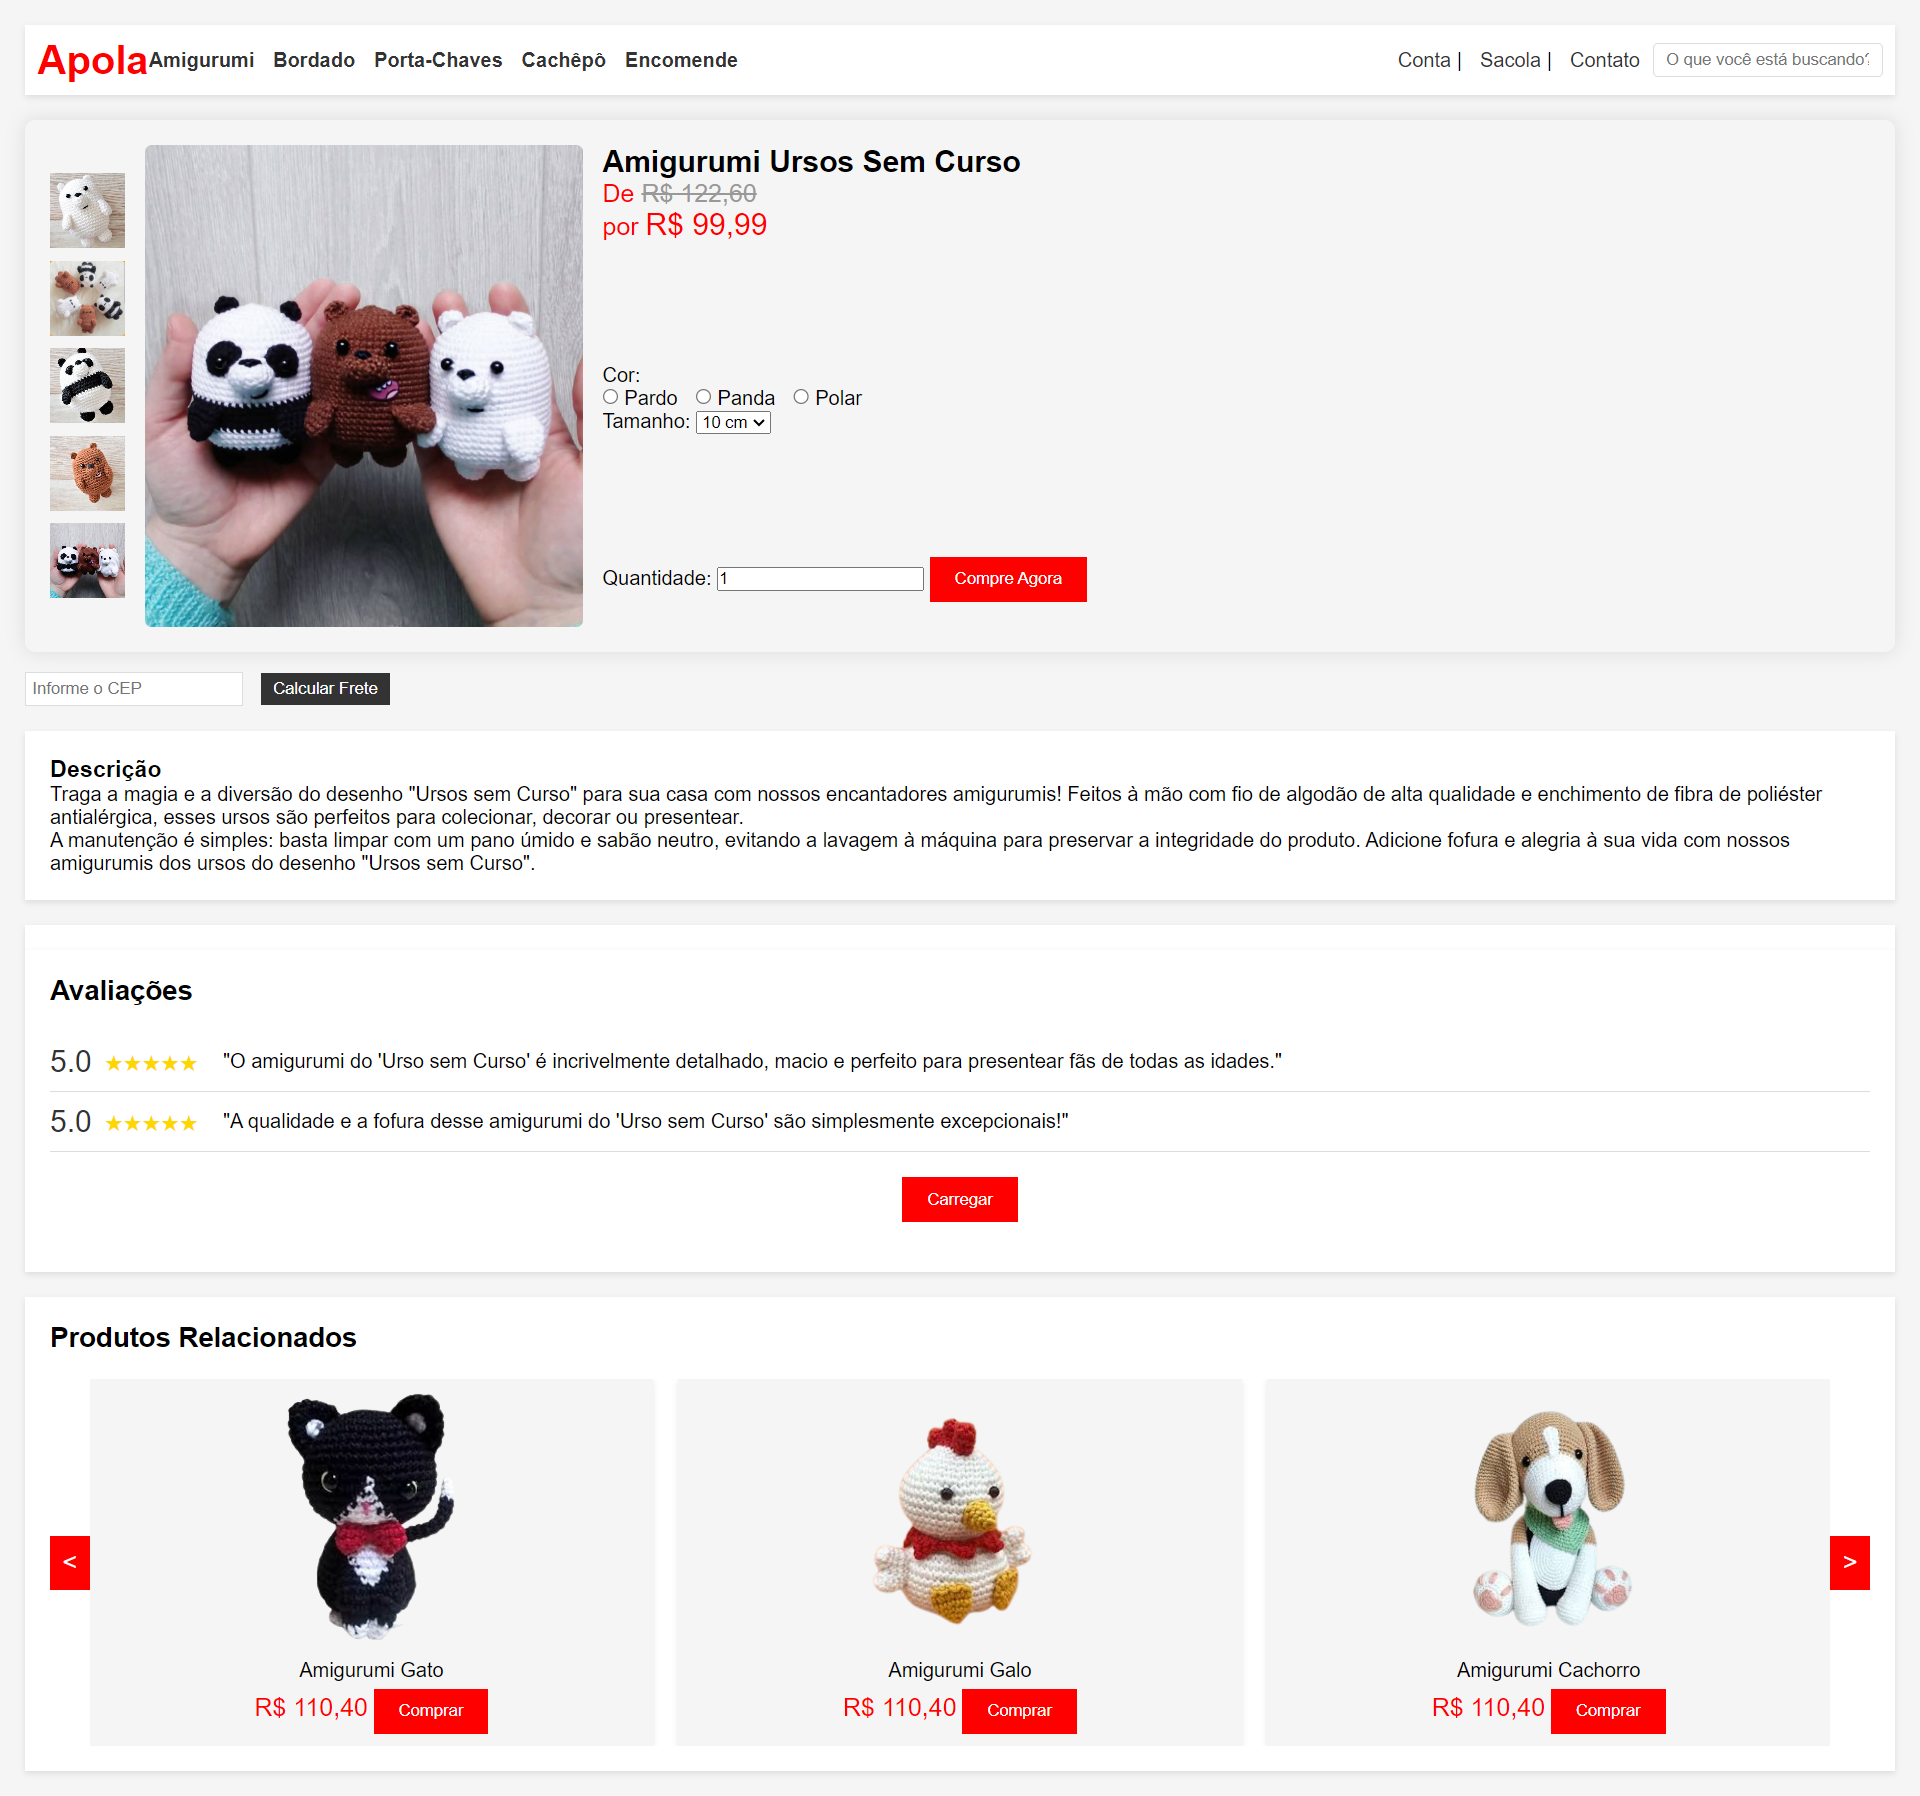 Apola Amigurumi Bordado Porta-Chaves Cachêpô Encomende Conta | Sacola | Contato O que você está buscando?
Amigurumi Ursos Sem Curso
De R$ 122,60
por R$ 99,99
Cor:
Pardo Panda Polar
Tamanho: 10 cm
Quantidade: 1 Compre Agora
Informe o CEP Calcular Frete
Descrição
Traga a magia e a diversão do desenho "Ursos sem Curso" para sua casa com nossos encantadores amigurumis! Feitos à mão com fio de algodão de alta qualidade e enchimento de fibra de poliéster
antialérgica, esses ursos são perfeitos para colecionar, decorar ou presentear.
A manutenção é simples: basta limpar com um pano úmido e sabão neutro, evitando a lavagem à máquina para preservar a integridade do produto. Adicione fofura e alegria à sua vida com nossos
amigurumis dos ursos do desenho "Ursos sem Curso".
Avaliações
5.0 ★★★★★ "O amigurumi do 'Urso sem Curso' é incrivelmente detalhado, macio e perfeito para presentear fãs de todas as idades."
5.0 ★★★★★ "A qualidade e a fofura desse amigurumi do 'Urso sem Curso' são simplesmente excepcionais!"
Carregar
Produtos Relacionados
< >
Amigurumi Gato Amigurumi Galo Amigurumi Cachorro
R$ 110,40 Comprar R$ 110,40 Comprar R$ 110,40 Comprar